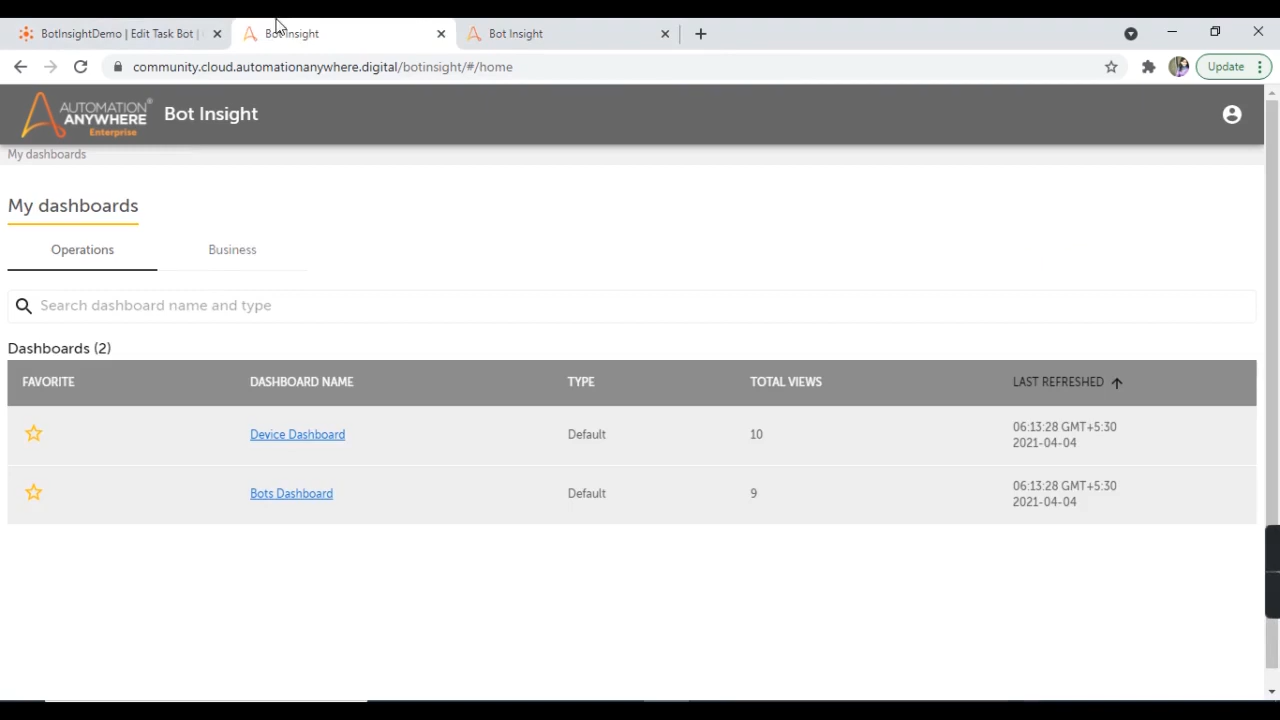 BotInsightDemo | Edit Task Bot |
Bot Insight
Bot Insight
community.cloud.automationanywhere.digital/botinsight/#/home
Update
AUTOMATION
ANYWHERE®
Enterprise
Bot Insight
My dashboards
My dashboards
Operations Business
Search dashboard name and type
Dashboards (2)
FAVORITE DASHBOARD NAME TYPE TOTAL VIEWS LAST REFRESHED
Device Dashboard Default 10 06:13:28 GMT+5:30
2021-04-04
Bots Dashboard Default 9 06:13:28 GMT+5:30
2021-04-04